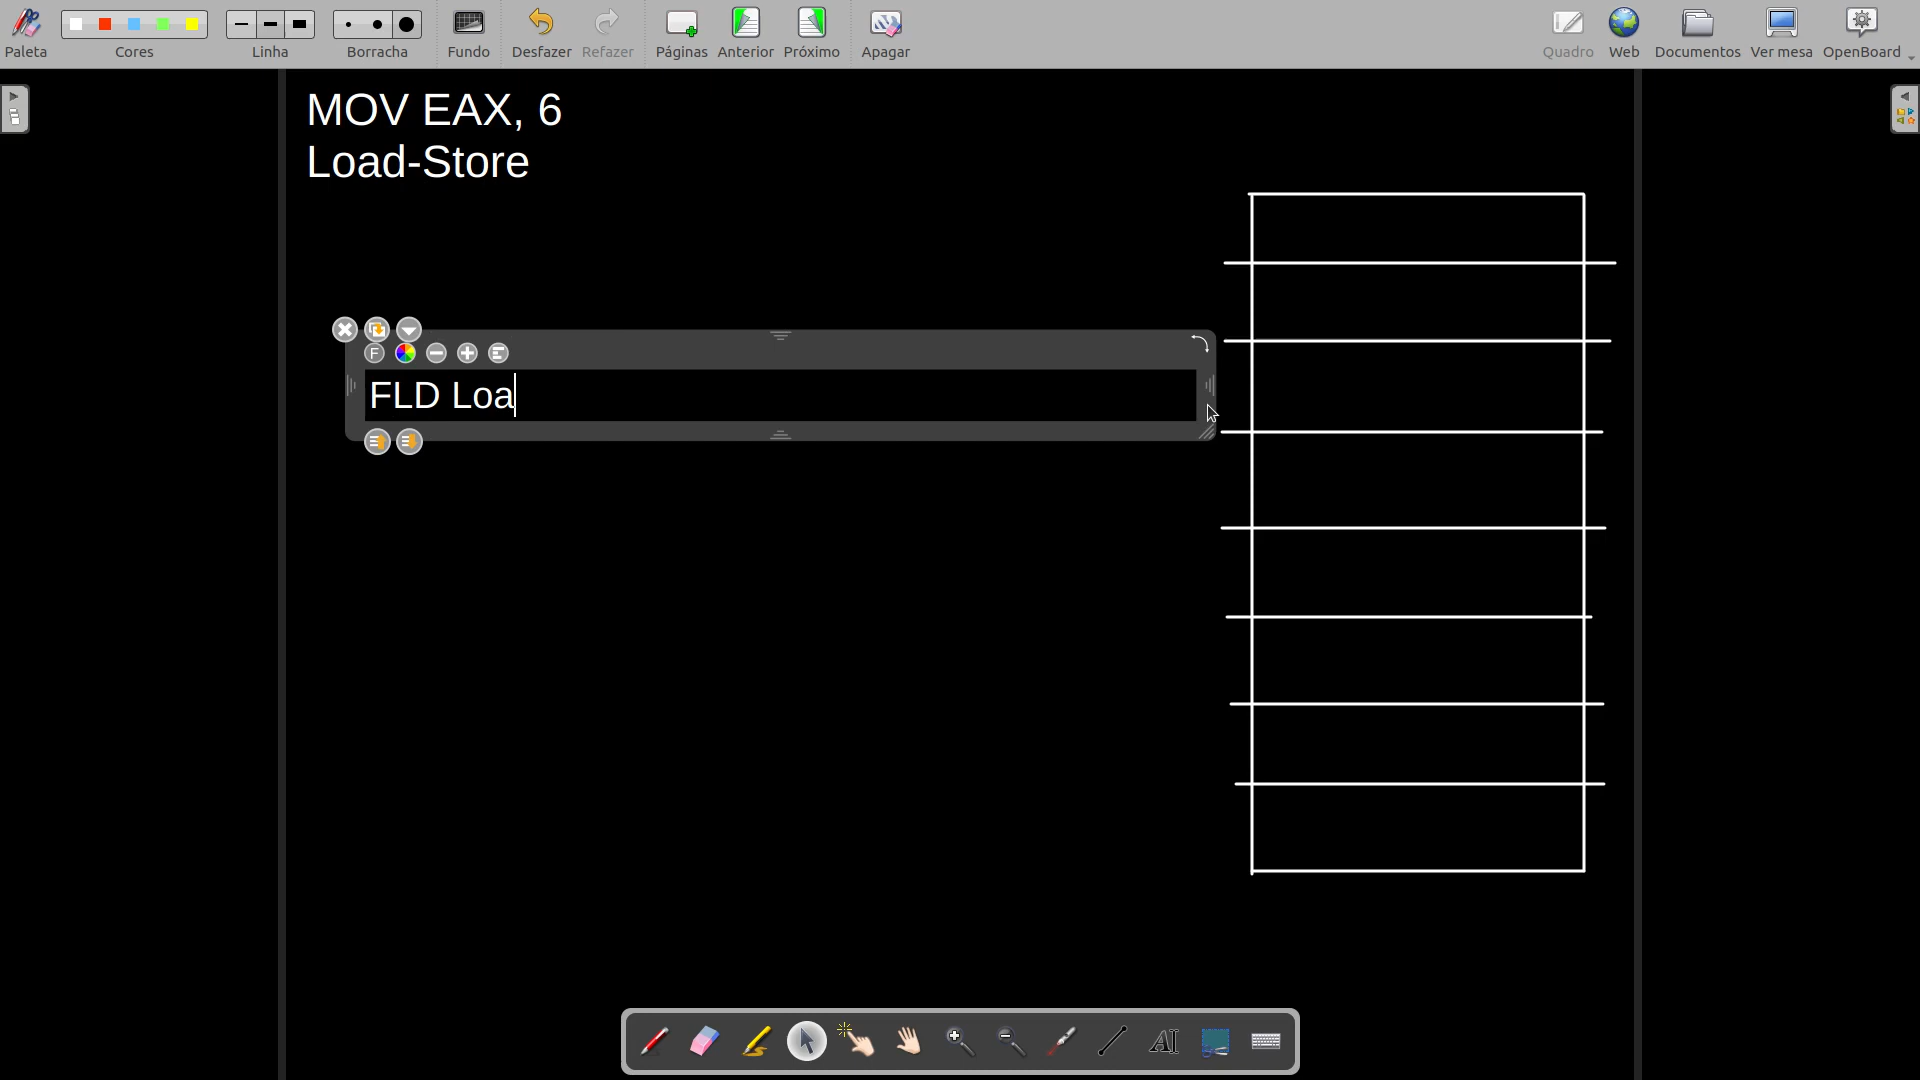 Paleta
Cores
Linha
Borracha
Fundo
Desfazer
Refazer
Páginas
Anterior
Próximo
Apagar
Quadro
Web
Documentos
Ver mesa
OpenBoard
MOV EAX, 6
Load-Store
F
FLD Loa
AI